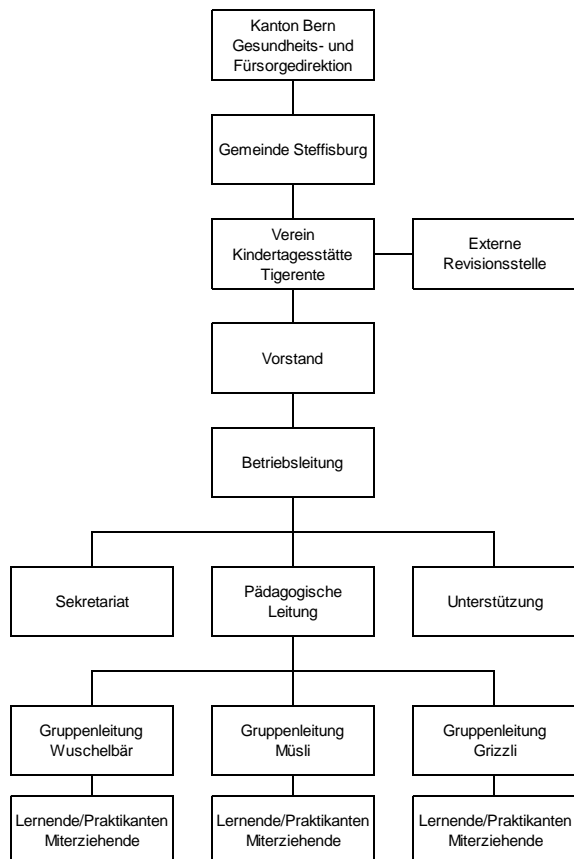 Kanton Bern
Gesundheits- und
Fürsorgedirektion
Gemeinde Steffisburg
Verein
Kindertagesstätte
Tigerente
Externe
Revisionsstelle
Vorstand
Betriebsleitung
Sekretariat
Pädagogische
Leitung
Unterstützung
Gruppenleitung
Wuschelbär
Gruppenleitung
Müsli
Gruppenleitung
Grizzli
Lernende/Praktikanten
Miterziehende
Lernende/Praktikanten
Miterziehende
Lernende/Praktikanten
Miterziehende